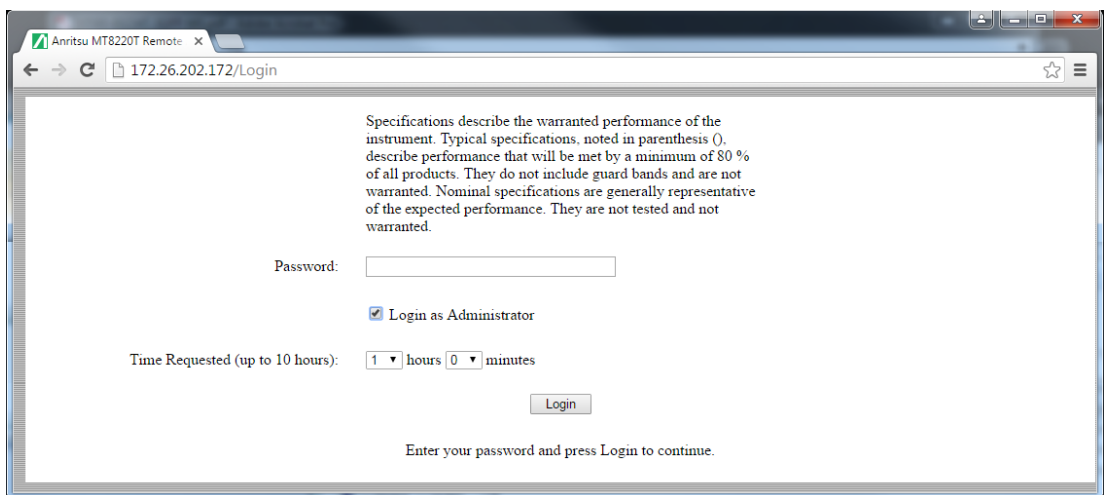 Anritsu MT8220T Remote
172.26.202.172/Login
Specifications describe the warranted performance of the
instrument. Typical specifications, noted in parenthesis (),
describe performance that will be met by a minimum of 80 %
of all products. They do not include guard bands and are not
warranted. Nominal specifications are generally representative
of the expected performance. They are not tested and not
warranted.
Password:
Login as Administrator
Time Requested (up to 10 hours): 1 hours 0 minutes
Login
Enter your password and press Login to continue.